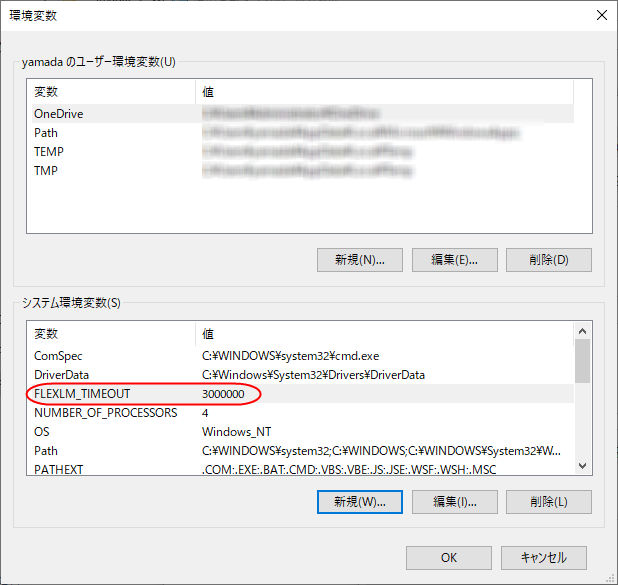 環境変数
yamada のユーザー環境変数(U)
変数 値
OneDrive
Path
TEMP
TMP
新規(N)... 編集(E)... 削除(D)
システム環境変数(S)
変数 値
ComSpec C:¥WINDOWS¥system32¥cmd.exe
DriverData C:¥Windows¥System32¥Drivers¥DriverData
FLEXLM_TIMEOUT 3000000
NUMBER_OF_PROCESSORS 4
OS Windows_NT
Path C:¥WINDOWS¥system32;C:¥WINDOWS;C:¥WINDOWS¥System32¥W...
PATHEXT .COM;.EXE;.BAT;.CMD;.VBS;.VBE;.JS;.JSE;.WSF;.WSH;.MSC
新規(W)... 編集(I)... 削除(L)
OK キャンセル